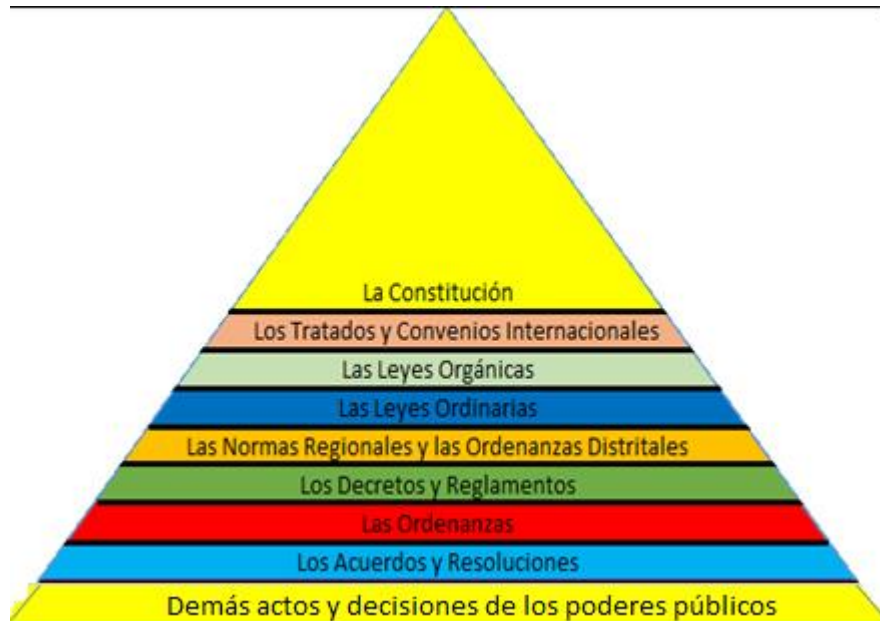 La Constitución
Los Tratados y Convenios Internacionales
Las Leyes Orgánicas
Las Leyes Ordinarias
Las Normas Regionales y las Ordenanzas Distritales
Los Decretos y Reglamentos
Las Ordenanzas
Los Acuerdos y Resoluciones
Demás actos y decisiones de los poderes públicos